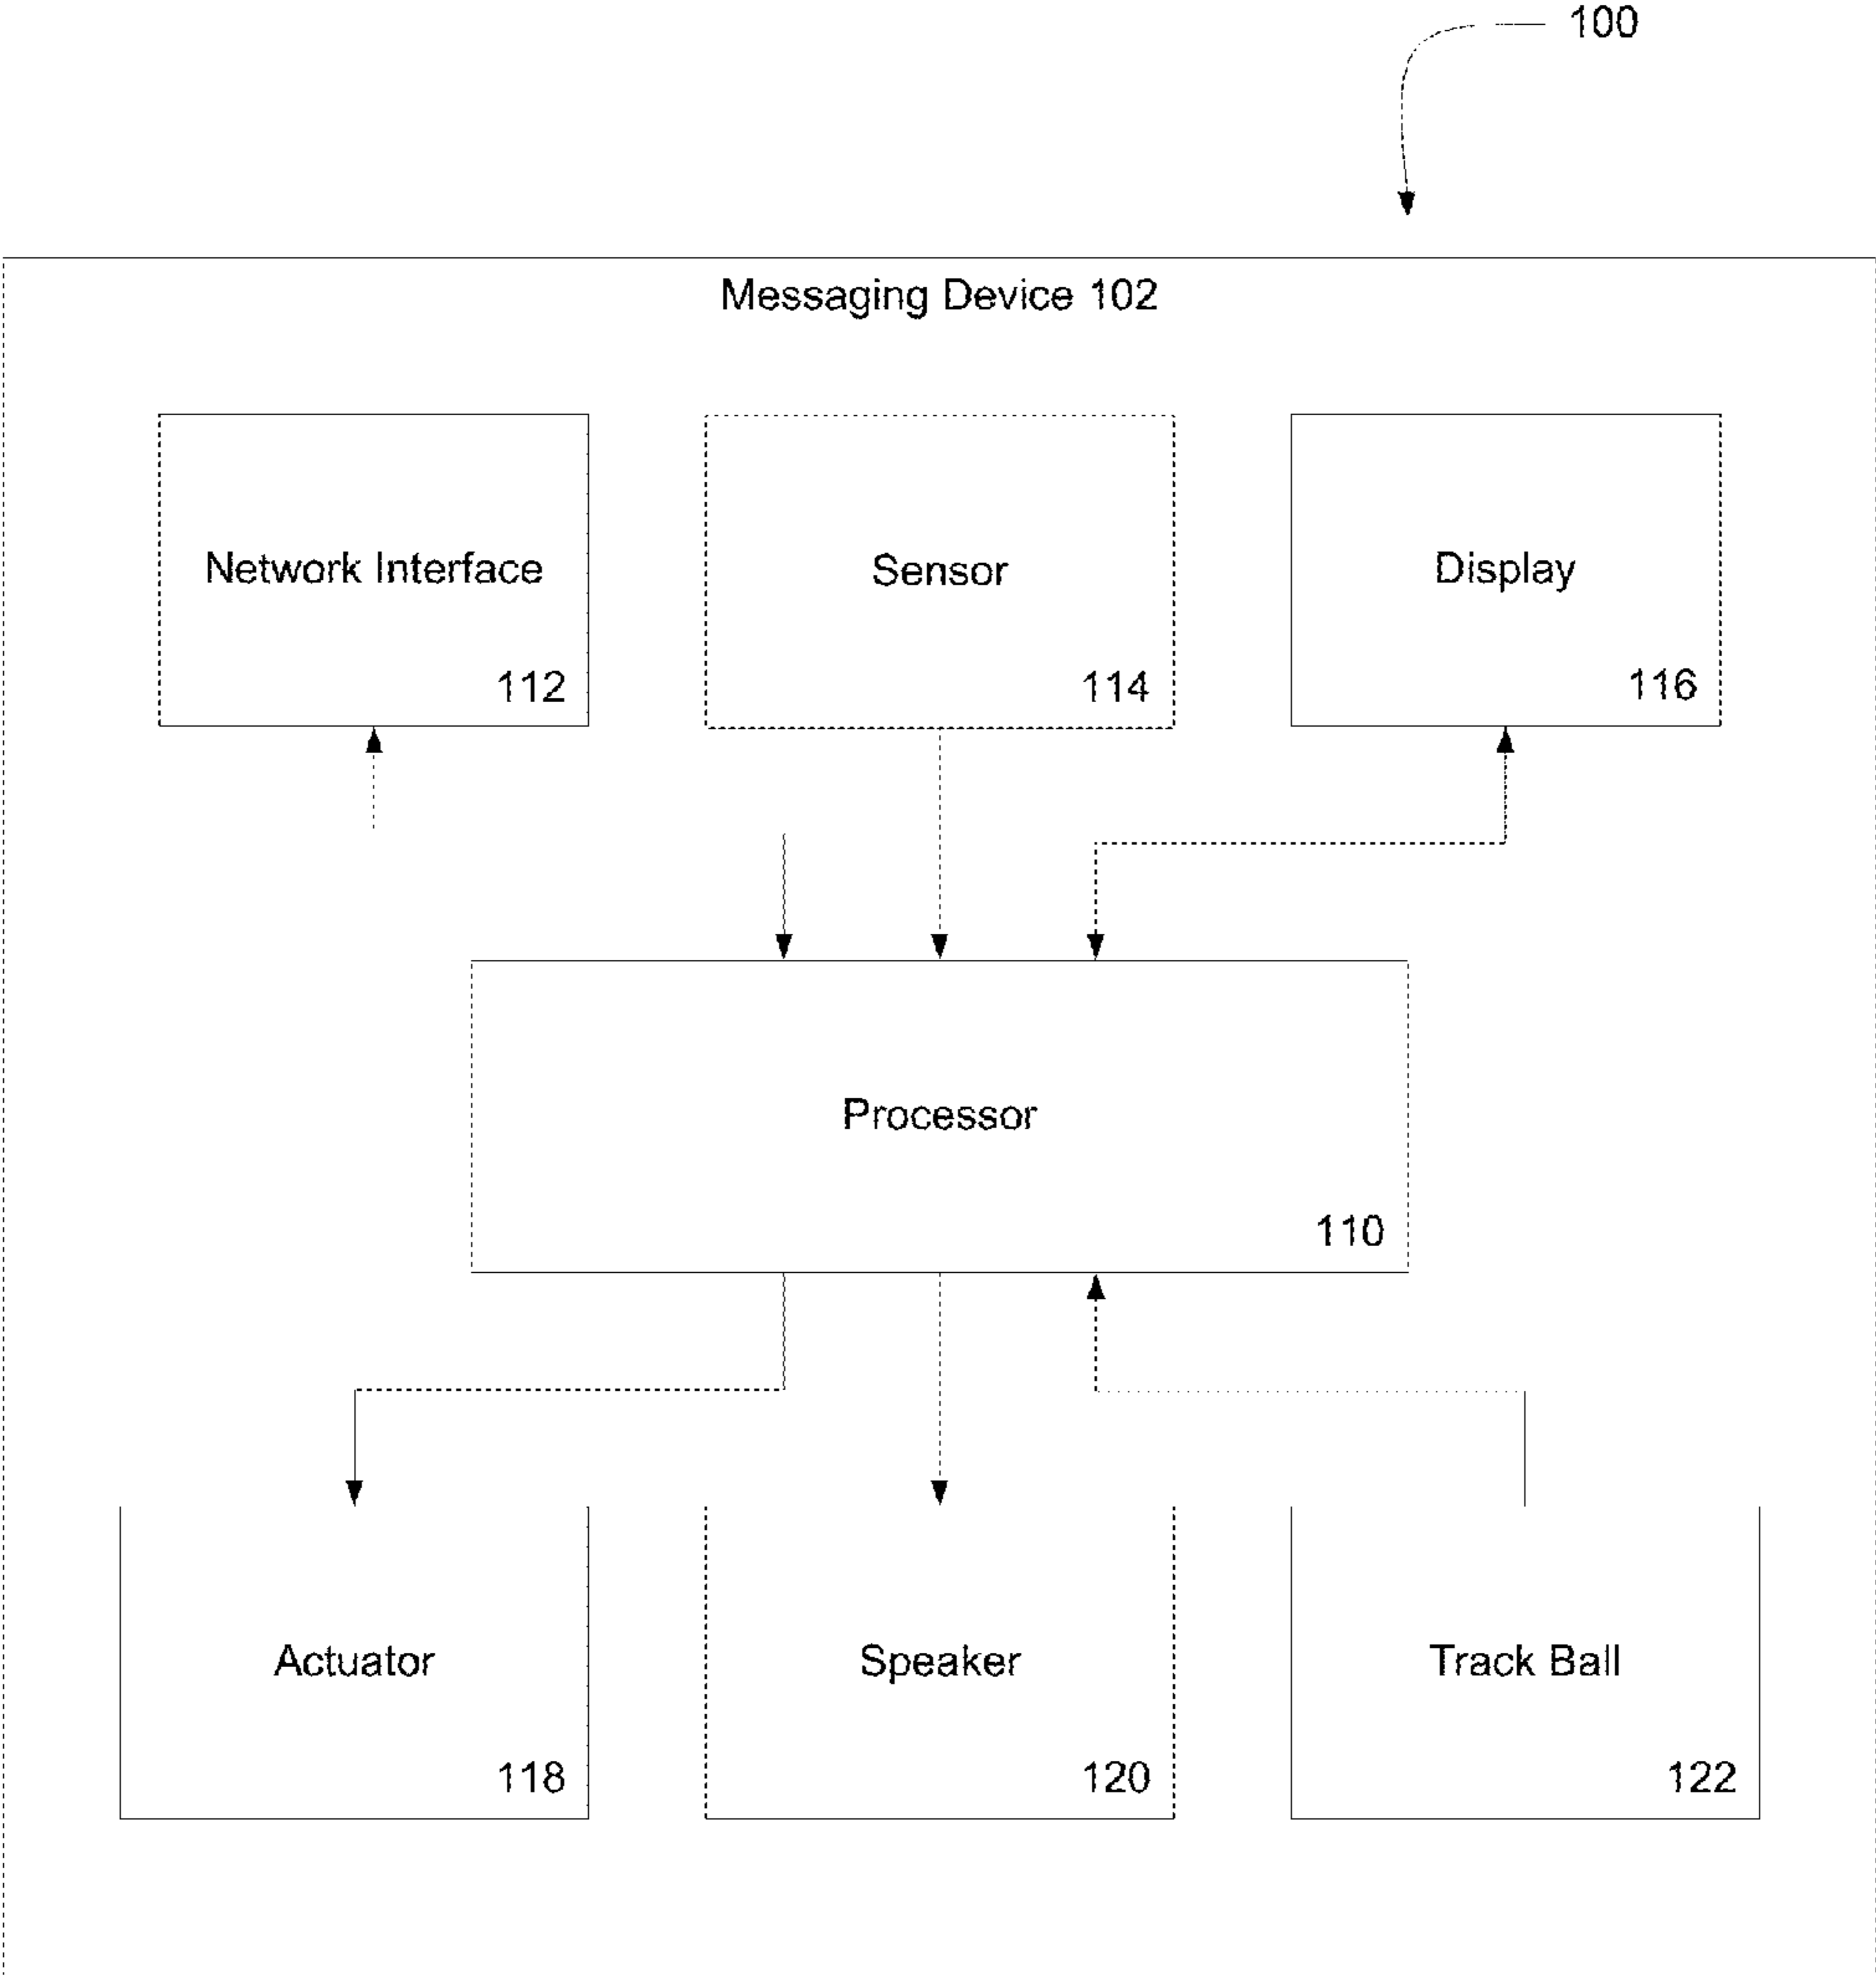 100
Messaging Device 102
Network Interface
112
Sensor
114
Display
116
Processor
110
Actuator
118
Speaker
120
Track Ball
122